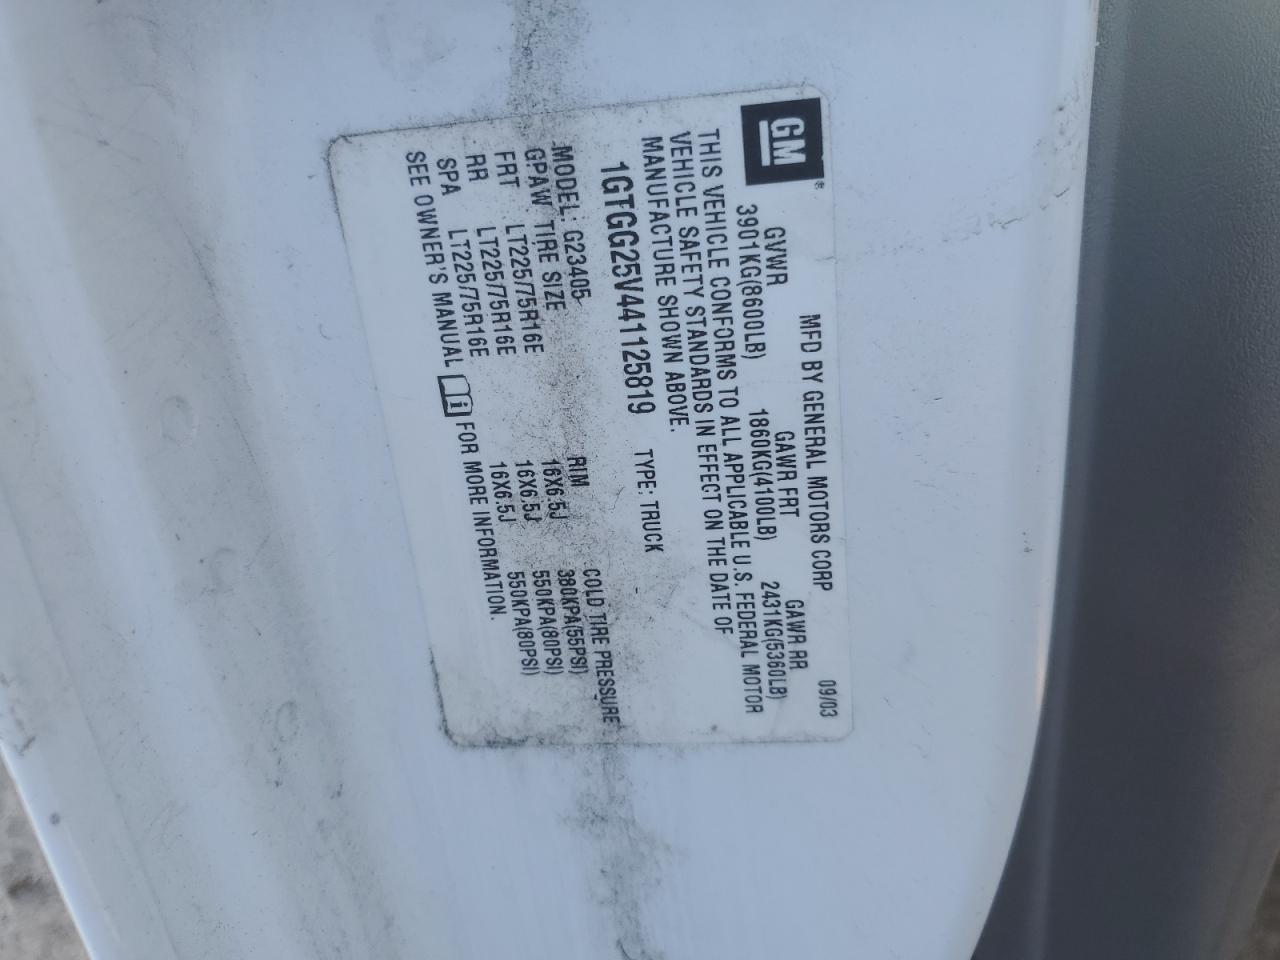 GM®
MFD BY GENERAL MOTORS CORP 09/03
GVWR GAWR FRT GAWR RR
3901KG(8600LB) 1860KG(4100LB) 2431KG(5360LB)
THIS VEHICLE CONFORMS TO ALL APPLICABLE U.S. FEDERAL MOTOR
VEHICLE SAFETY STANDARDS IN EFFECT ON THE DATE OF
MANUFACTURE SHOWN ABOVE.
1GTGG25V441125819 TYPE: TRUCK
MODEL: G23405
GPAW TIRE SIZE RIM COLD TIRE PRESSURE
FRT LT225/75R16E 16X6.5J 380KPA(55PSI)
RR LT225/75R16E 16X6.5J 550KPA(80PSI)
SPA LT225/75R16E 16X6.5J 550KPA(80PSI)
SEE OWNER'S MANUAL i FOR MORE INFORMATION.